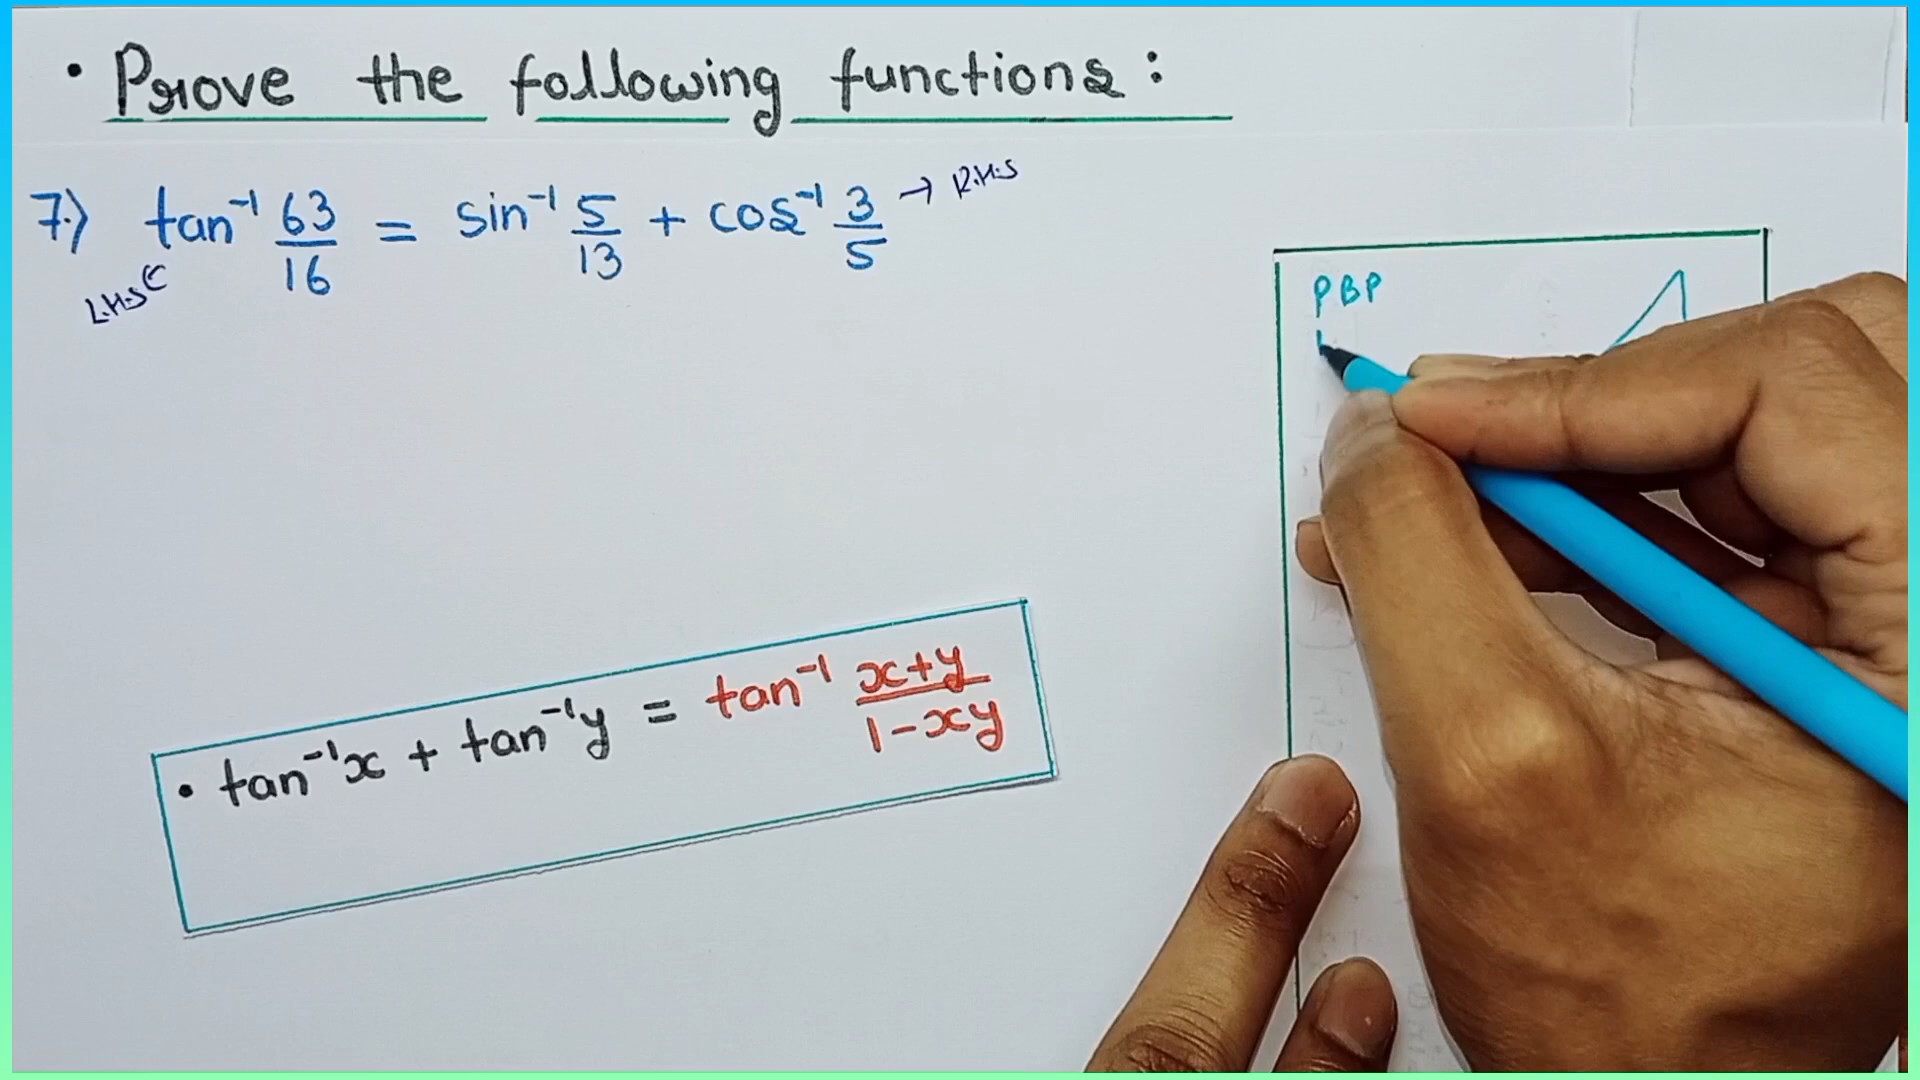 • Prove the following functions:
7.) tan⁻¹ 63/16 = sin⁻¹ 5/13 + cos⁻¹ 3/5 → R.H.S
L.H.S
PBP
• tan⁻¹x + tan⁻¹y = tan⁻¹ x+y/1-xy